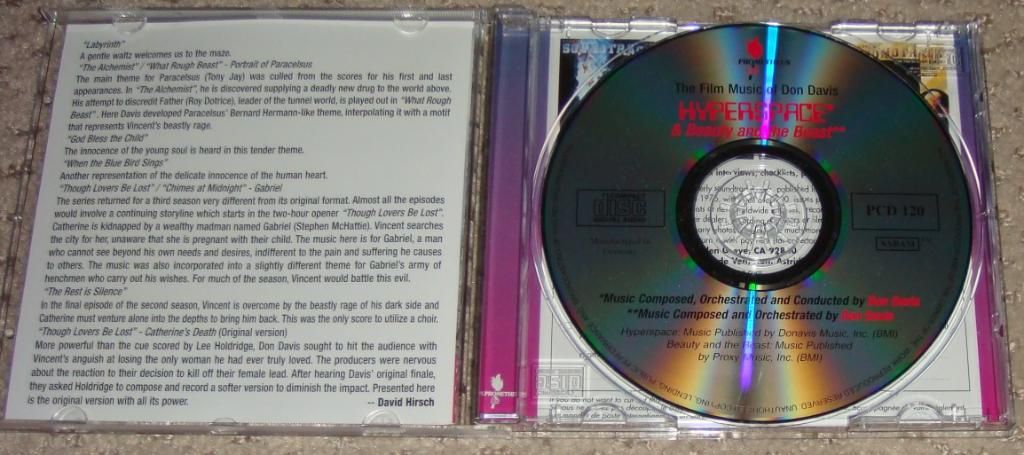 "Labyrinth"
A gentle waltz welcomes us to the maze.
"The Alchemist" / "What Rough Beast" - Portrait of Paracelsus
The main theme for Paracelsus (Tony Jay) was culled from the scores for his first and last
appearances. In "The Alchemist", he is discovered supplying a deadly new drug to the world above.
His attempt to discredit Father (Roy Dotrice), leader of the tunnel world, is played out in "What Rough
Beast" . Here Davis developed Paracelsus' Bernard Hermann-like theme, interpolating it with a motif
that represents Vincent's beastly rage.
"God Bless the Child"
The innocence of the young soul is heard in this tender theme.
"When the Blue Bird Sings"
Another representation of the delicate innocence of the human heart.
"Though Lovers Be Lost" / "Chimes at Midnight" - Gabriel
The series returned for a third season very different from its original format. Almost all the episodes
would involve a continuing storyline which starts in the two-hour opener "Though Lovers Be Lost".
Catherine is kidnapped by a wealthy madman named Gabriel (Stephen McHattie). Vincent searches
the city for her, unaware that she is pregnant with their child. The music here is for Gabriel, a man
who cannot see beyond his own needs and desires, indifferent to the pain and suffering he causes
to others. The music was also incorporated into a slightly different theme for Gabriel's army of
henchmen who carry out his wishes. For much of the season, Vincent would battle this evil.
"The Rest is Silence"
In the final episode of the second season, Vincent is overcome by the beastly rage of his dark side and
Catherine must venture alone into the depths to bring him back. This was the only score to utilize a choir.
"Though Lovers Be Lost" - Catherine's Death (Original version)
More powerful than the cue scored by Lee Holdridge, Don Davis sought to hit the audience with
Vincent's anguish at losing the only woman he had ever truly loved. The producers were nervous
about the reaction to their decision to kill off their female lead. After hearing Davis' original finale,
they asked Holdridge to compose and record a softer version to diminish the impact. Presented here
is the original version with all its power.
-- David Hirsch
PROMETHEUS
PROMETHEUS
The Film Music of Don Davis
HYPERSPACE*
& Beauty and the Beast**
interviews, checklists,
disc
DIGITAL AUDIO
PCD 120
SABAM
CA 928
*Music Composed, Orchestrated and Conducted by Don Davis
**Music Composed and Orchestrated by Don Davis
Hyperspace: Music Published by Donavis Music, Inc. (BMI)
Beauty and the Beast: Music Published
by Proxy Music, Inc. (BMI)